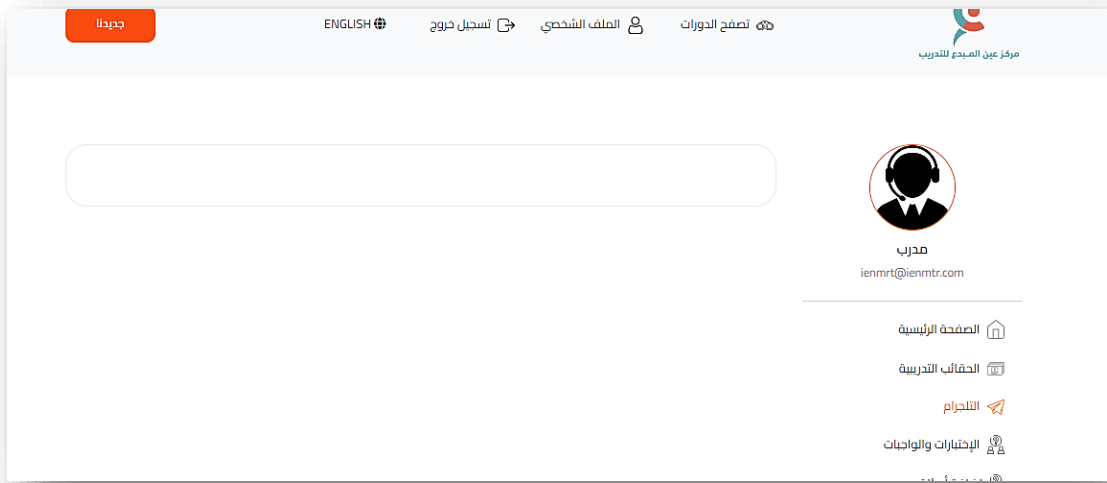 مركز عين المبدع للتدريب
تصفح الدورات
الملف الشخصي
تسجيل خروج
ENGLISH
جديدنا
مدرب
ienmrt@ienmtr.com
الصفحة الرئيسية
الحقائب التدريبية
التلجرام
الإختبارات والواجبات